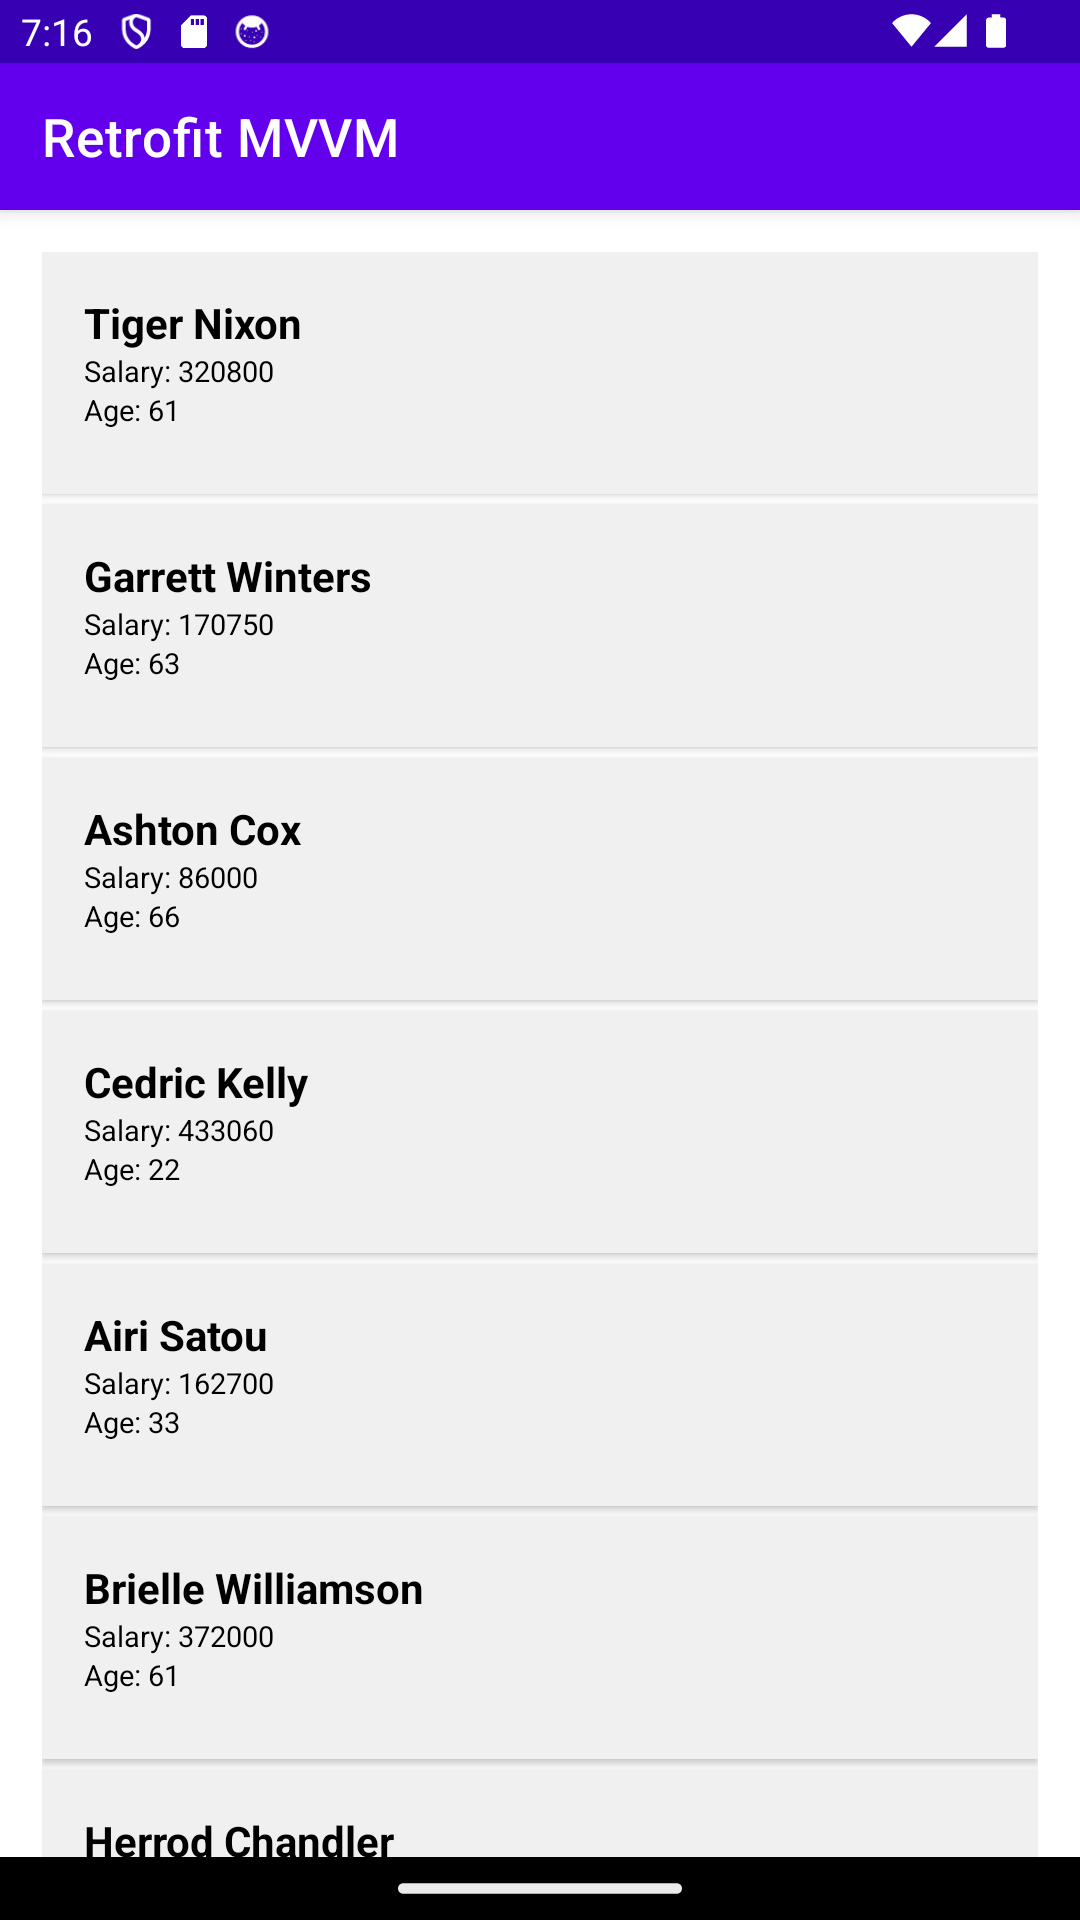 7:16
Retrofit MVVM
Tiger Nixon
Salary: 320800
Age: 61
Garrett Winters
Salary: 170750
Age: 63
Ashton Cox
Salary: 86000
Age: 66
Cedric Kelly
Salary: 433060
Age: 22
Airi Satou
Salary: 162700
Age: 33
Brielle Williamson
Salary: 372000
Age: 61
Herrod Chandler